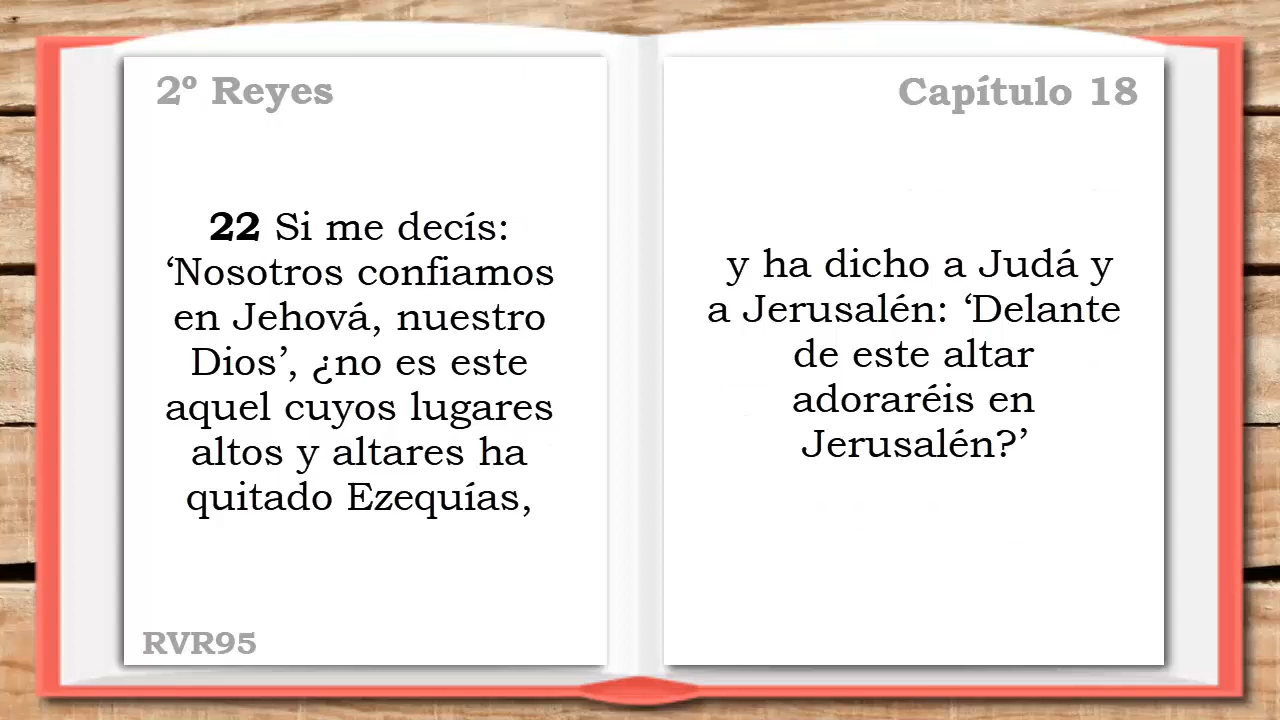 2º Reyes
22 Si me decís:
‘Nosotros confiamos
en Jehová, nuestro
Dios’, ¿no es este
aquel cuyos lugares
altos y altares ha
quitado Ezequías,
RVR95
Capítulo 18
y ha dicho a Judá y
a Jerusalén: ‘Delante
de este altar
adoraréis en
Jerusalén?’